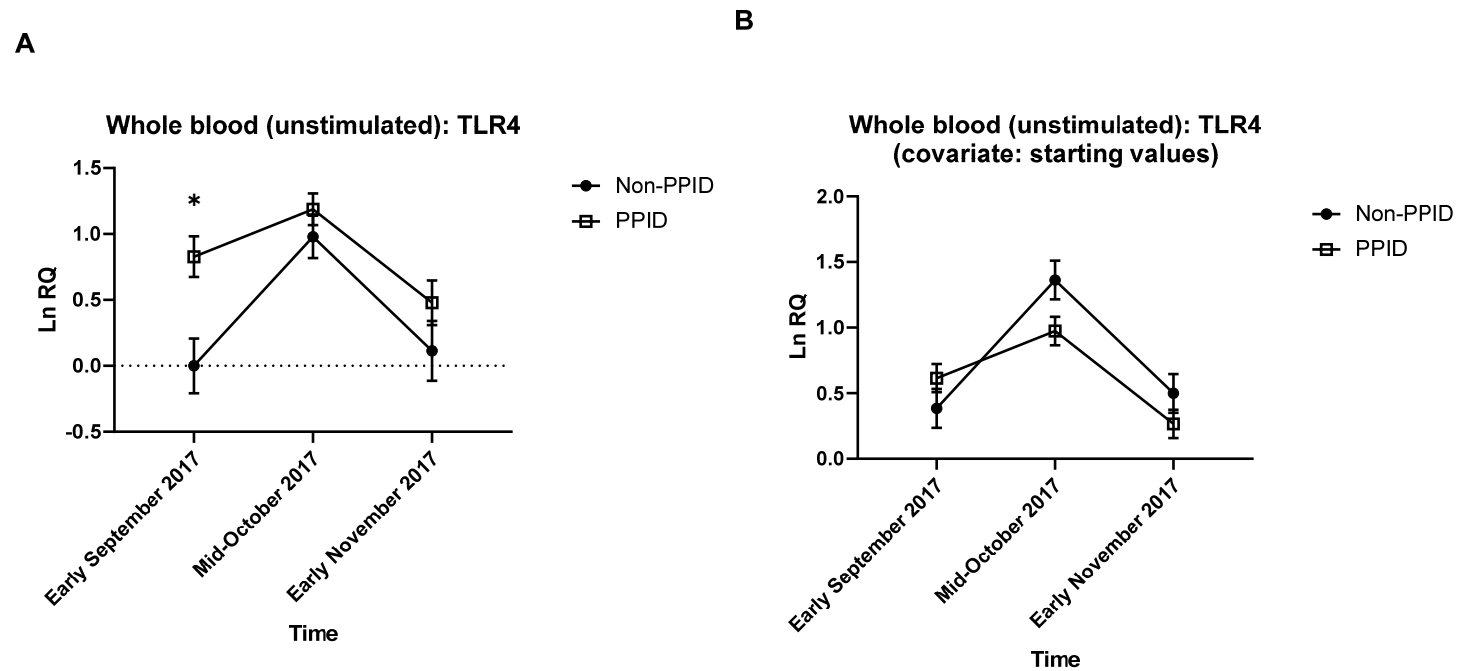 A
Whole blood (unstimulated): TLR4
1.5
1.0
0.5
0.0
-0.5
Ln RQ
*
Non-PPID
PPID
Early September 2017
Mid-October 2017
Early November 2017
Time
B
Whole blood (unstimulated): TLR4
(covariate: starting values)
2.0
1.5
1.0
0.5
0.0
Ln RQ
Non-PPID
PPID
Early September 2017
Mid-October 2017
Early November 2017
Time